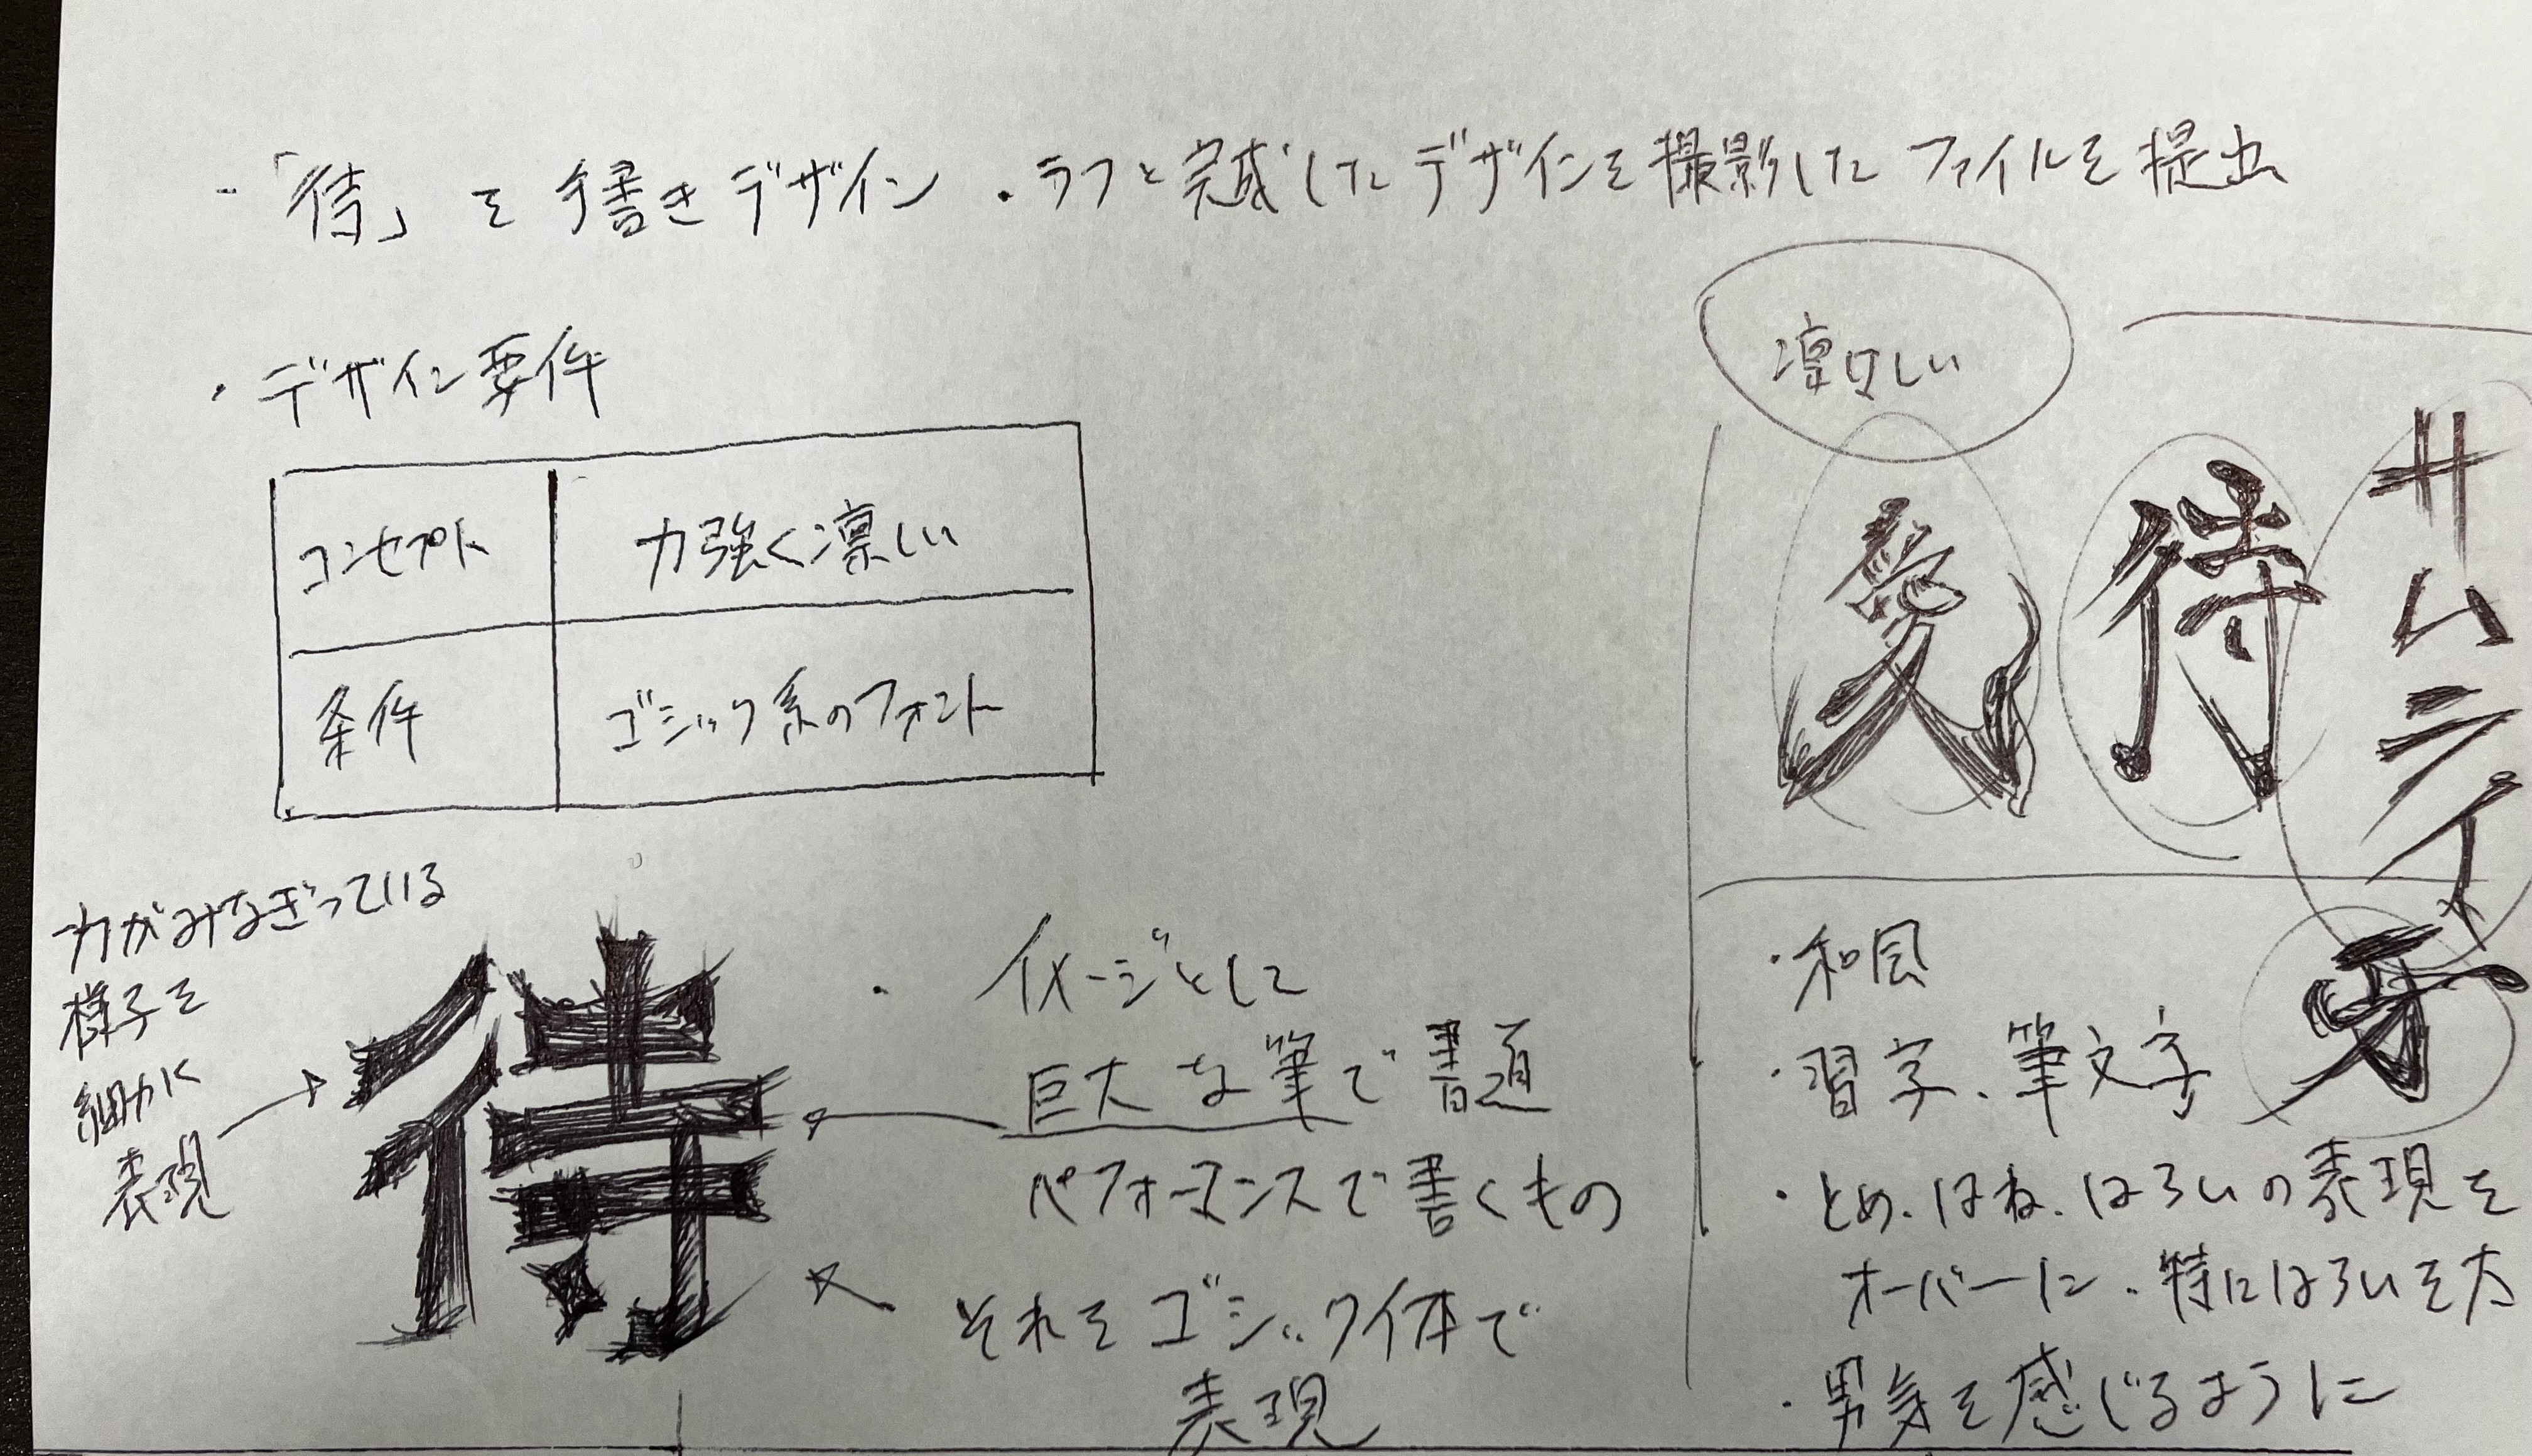 ・「待」を手書きデザイン ・ラフと完成したデザインを撮影したファイルを提出
・デザイン要件
コンセプト 力強く凛しい
条件 ゴシック系のフォント
力がみなぎっている
様子を
細かに
表現
待
・イメージとして
巨大な筆で書道
パフォーマンスで書くもの
それをゴシック体で
表現
凛々しい
サムライ
待
愛
才
・和風
・習字、筆文字
・とめ、はね、はらいの表現を
オーバーに、特にはらいを大
・男気を感じるように